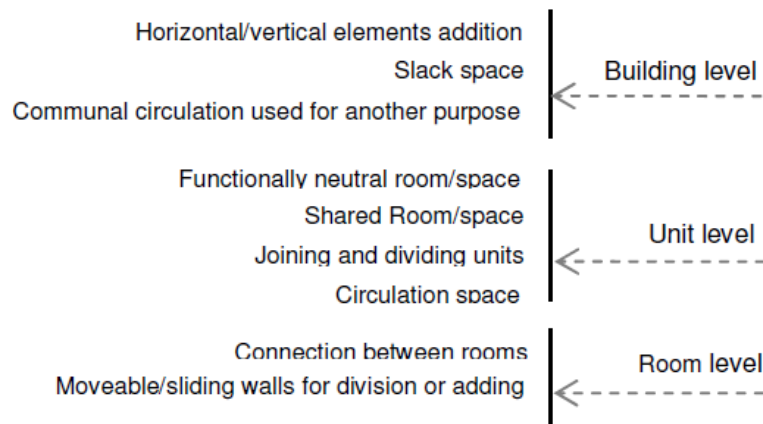 Horizontal/vertical elements addition
Slack space
Building level
Communal circulation used for another purpose
Functionally neutral room/space
Shared Room/space
Unit level
Joining and dividing units
Circulation space
Connection between rooms
Room level
Moveable/sliding walls for division or adding